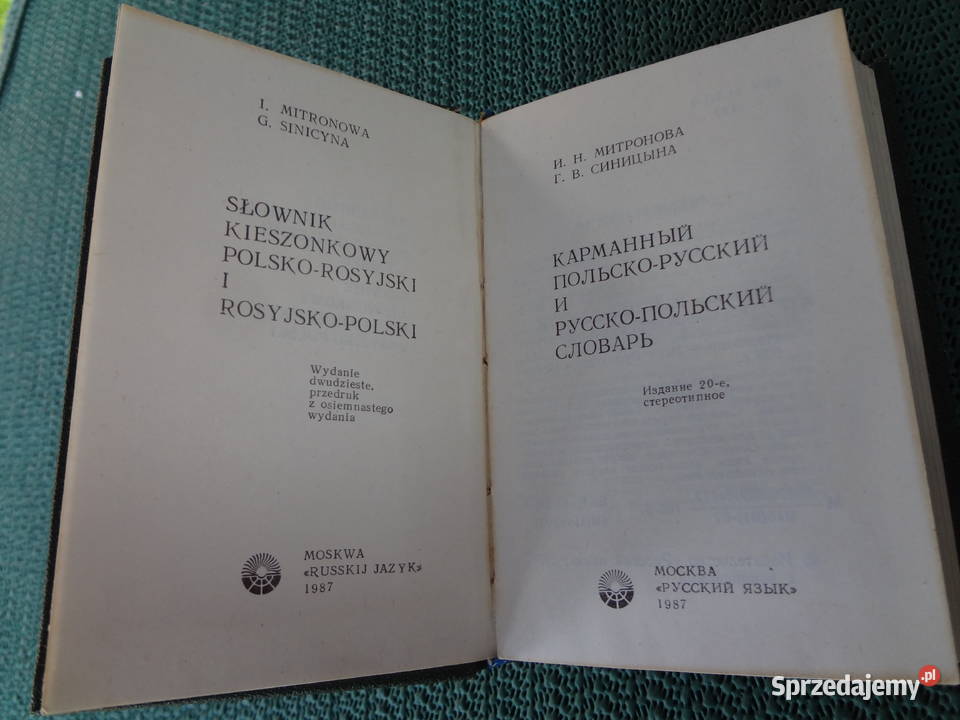 I. MITRONOWA
G. SINICYNA
SŁOWNIK
KIESZONKOWY
POLSKO-ROSYJSKI
I
ROSYJSKO-POLSKI
Wydanie
dwudzieste,
przedruk
z osiemnastego
wydania
MOSKWA
«RUSSKIJ JAZYK»
1987
И. Н. МИТРОНОВА
Г. В. СИНИЦЫНА
КАРМАННЫЙ
ПОЛЬСКО-РУССКИЙ
И
РУССКО-ПОЛЬСКИЙ
СЛОВАРЬ
Издание 20-е,
стереотипное
МОСКВА
«РУССКИЙ ЯЗЫК»
1987
Sprzedajemy.pl